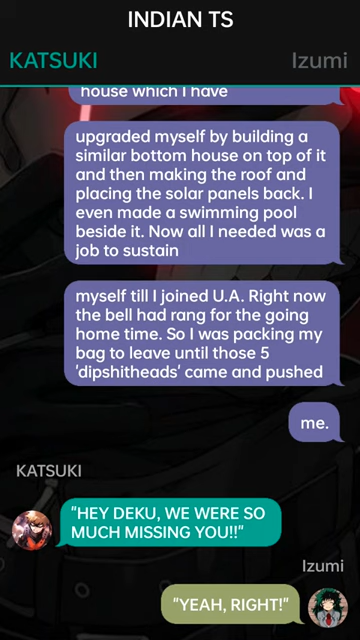 INDIAN TS
KATSUKI
Izumi
house which I have
upgraded myself by building a
similar bottom house on top of it
and then making the roof and
placing the solar panels back. I
even made a swimming pool
beside it. Now all I needed was a
job to sustain
myself till I joined U.A. Right now
the bell had rang for the going
home time. So I was packing my
bag to leave until those 5
'dipshitheads' came and pushed
me.
KATSUKI
"HEY DEKU, WE WERE SO
MUCH MISSING YOU!!"
Izumi
"YEAH, RIGHT!"